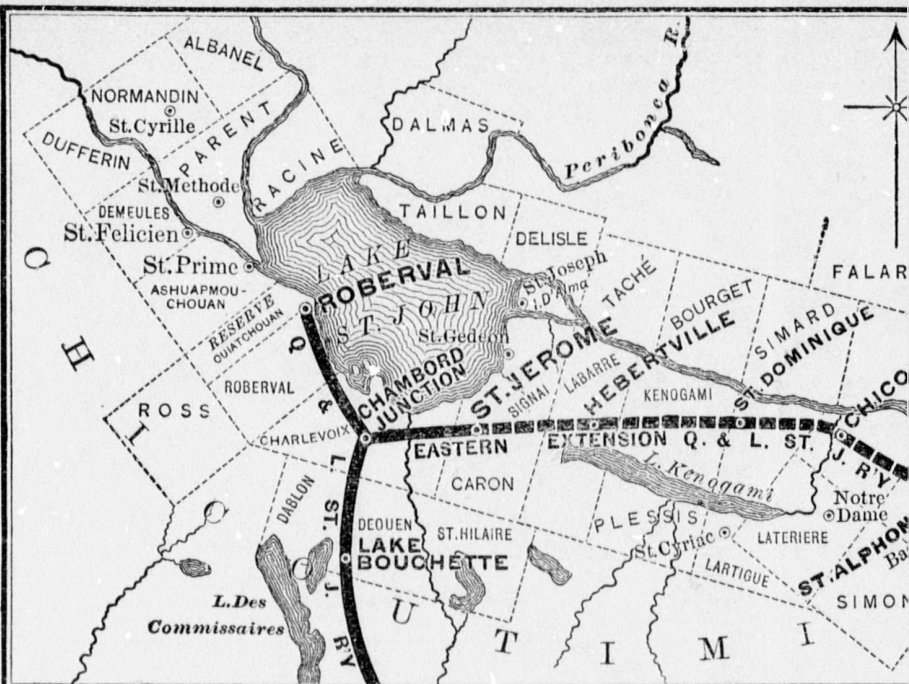 ALBANEL
NORMANDIN
St. Cyrille
DUFFERIN
PARENT
St. Methode
RACINE
DALMAS
Peribonca R.
DEMEULES
St. Felicien
TAILLON
DELISLE
St. Prime
ASHUAPMOU-
CHOUAN
LAKE
ST. JOHN
ROBERVAL
RESERVE
OUIATCHOUAN
St. Joseph
d'Alma
TACHÉ
FALAR
BOURGET
SIMARD
St. Gedeon
ST. DOMINIQUE
ROBERVAL
ROSS
CHARLEVOIX
CHAMBORD
JUNCTION
ST. JEROME
SIGNAI
LABARRE
HEBERTVILLE
KENOGAMI
CHICO
Q & L ST. J. R'Y
EASTERN EXTENSION Q. & L. ST. J. R'Y
DABLON
CARON
L. Kenogami
DEQUEN
LAKE
BOUCHETTE
ST. HILAIRE
PLESSIS
St. Cyriac
LARTIGUE
LATERIERE
Notre
Dame
ST. ALPHON
Ba
SIMON
L. Des
Commissaires
CHICOUTIMI